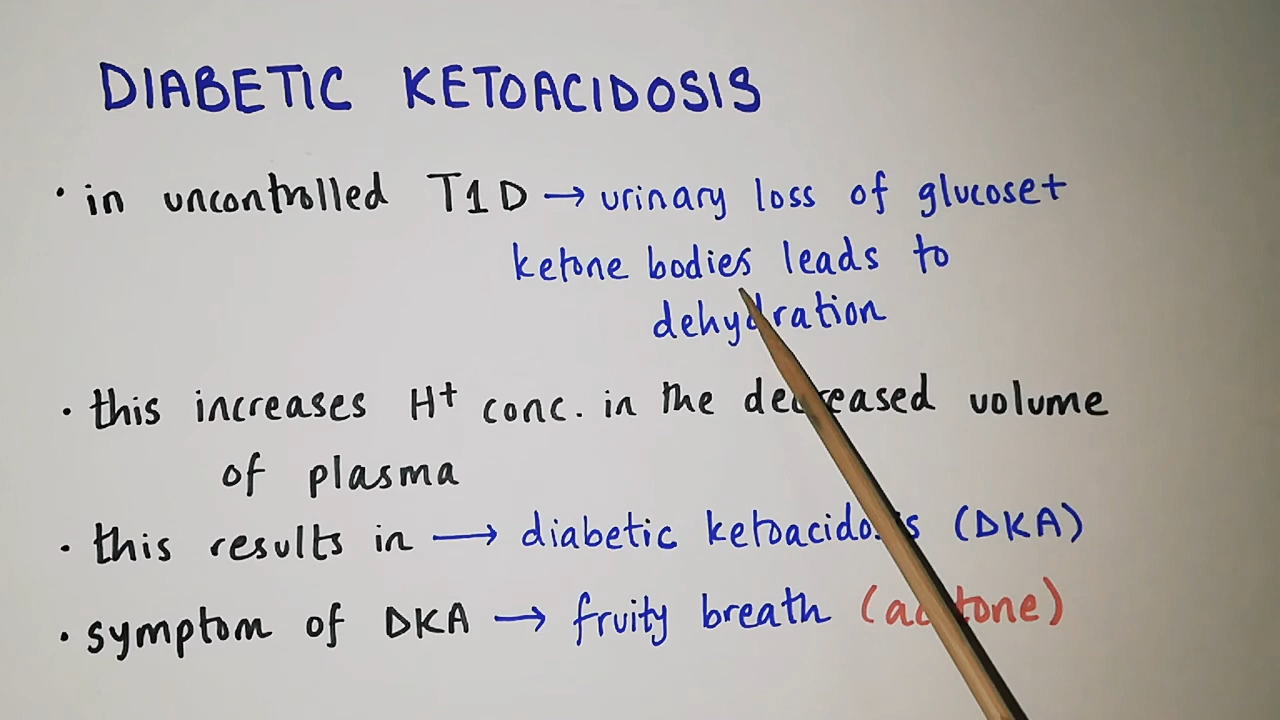 DIABETIC KETOACIDOSIS
· in uncontrolled T1D → urinary loss of glucose +
ketone bodies leads to
dehydration
· this increases H⁺ conc. in the decreased volume
of plasma
· this results in → diabetic ketoacidosis (DKA)
· symptom of DKA → fruity breath (acetone)